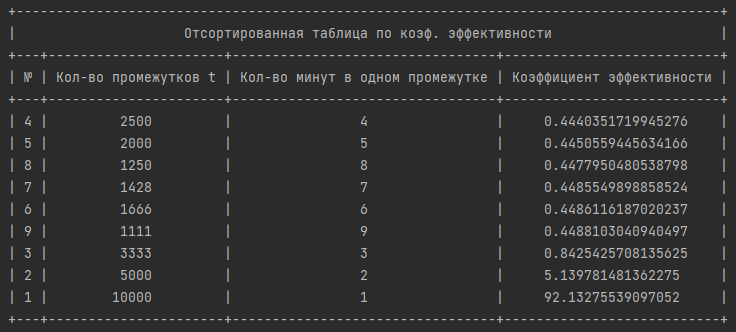 +---------------------------------------------------------------------------------------+
|                     Отсортированная таблица по коэф. эффективности                     |
+---+----------------------+---------------------------------+---------------------------+
| № | Кол-во промежутков t | Кол-во минут в одном промежутке | Коэффициент эффективности |
+---+----------------------+---------------------------------+---------------------------+
| 4 |         2500         |                4                |     0.4440351719945276    |
| 5 |         2000         |                5                |     0.4450559445634166    |
| 8 |         1250         |                8                |     0.4477950480538798    |
| 7 |         1428         |                7                |     0.4485549898858524    |
| 6 |         1666         |                6                |     0.4486116187020237    |
| 9 |         1111         |                9                |     0.4488103040940497    |
| 3 |         3333         |                3                |     0.8425425708135625    |
| 2 |         5000         |                2                |     5.139781481362275     |
| 1 |        10000         |                1                |     92.13275539097052     |
+---+----------------------+---------------------------------+---------------------------+